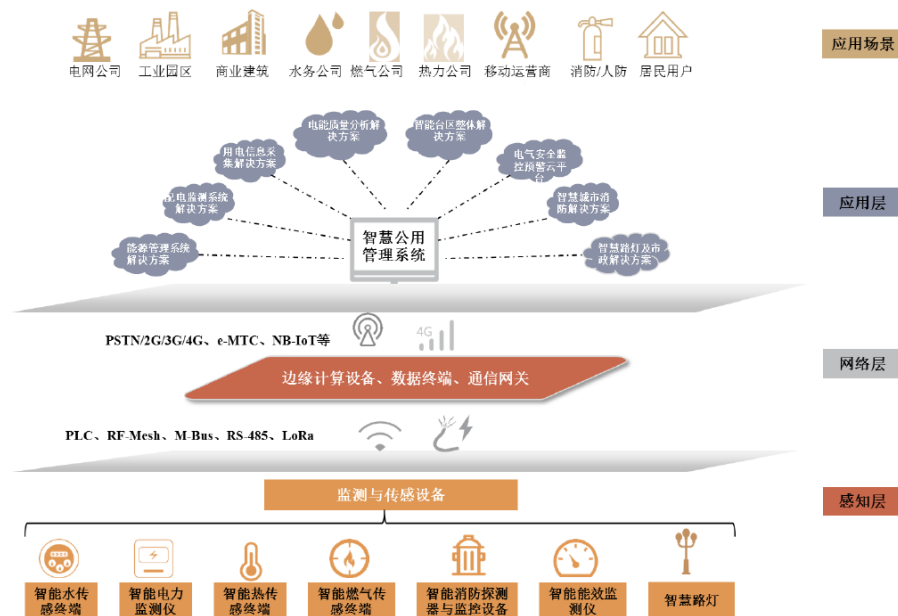 电网公司 工业园区 商业建筑 水务公司 燃气公司 热力公司 移动运营商 消防/人防 居民用户
应用场景
电能质量分析解
决方案
智能台区整体解
决方案
用电信息采
集解决方案
电气安全监
控预警云平
台
配电监测系统
解决方案
智慧城市消
防解决方案
应用层
能源管理系统
解决方案
智慧公用
管理系统
智慧路灯及市
政解决方案
4G
PSTN/2G/3G/4G、e-MTC、NB-IoT等
网络层
边缘计算设备、数据终端、通信网关
PLC、RF-Mesh、M-Bus、RS-485、LoRa
监测与传感设备
感知层
智能水传
感终端
智能电力
监测仪
智能热传
感终端
智能燃气传
感终端
智能消防探测
器与监控设备
智能能效监
测仪
智慧路灯